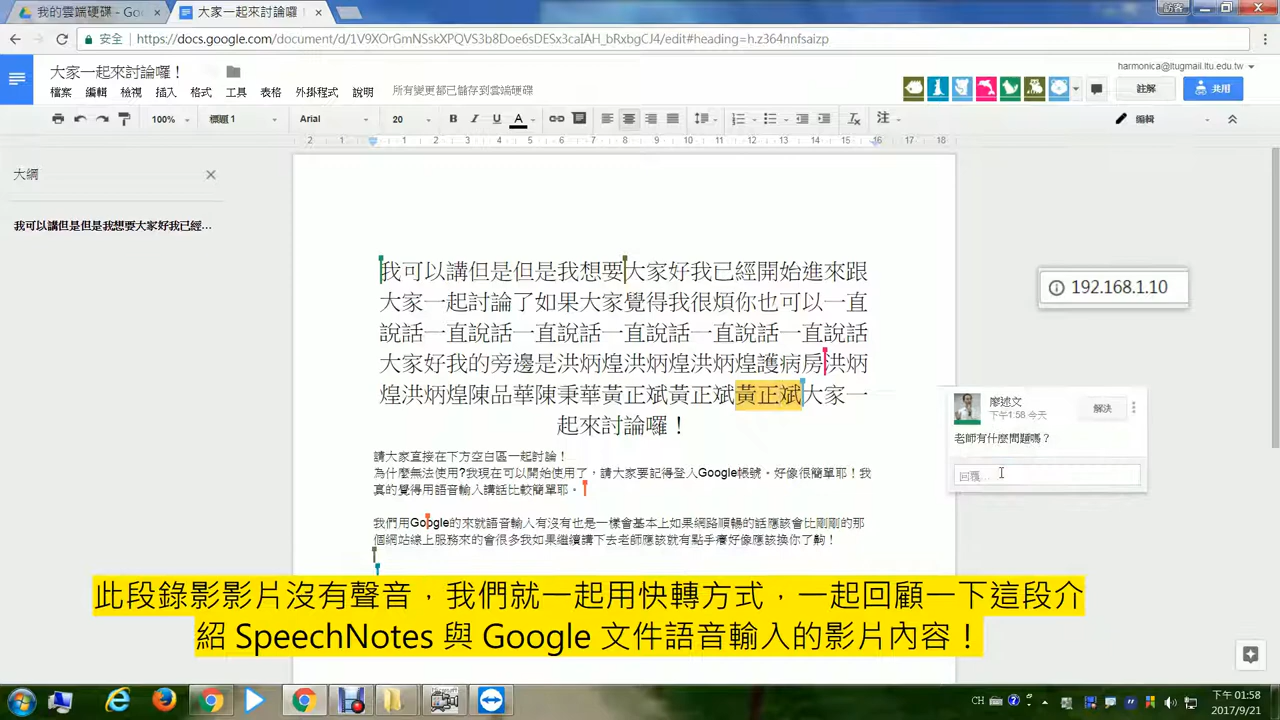 我的雲端硬碟 - Go
大家一起來討論囉！
訪客
安全
https://docs.google.com/document/d/1V9XOrGmNSskXPQVS3b8Doe6sDESx3caIAH_bRxbgCJ4/edit#heading=h.z364nnfsaizp
大家一起來討論囉！
harmonica@ltugmail.ltu.edu.tw
檔案 編輯 檢視 插入 格式 工具 表格 外掛程式 說明 所有變更都已儲存到雲端硬碟
註解 共用
100% 標題 1 Arial 20 B I U A 注 編輯
2 1 1 2 3 4 5 6 7 8 9 10 11 12 13 14 15 16 17 18
大綱
我可以講但是但是我想要大家好我已經...
我可以講但是但是我想要大家好我已經開始進來跟
大家一起討論了如果大家覺得我很煩你也可以一直
說話一直說話一直說話一直說話一直說話一直說話
大家好我的旁邊是洪炳煌洪炳煌洪炳煌護病房洪炳
煌洪炳煌陳品華陳秉華黃正斌黃正斌黃正斌大家一
起來討論囉！
請大家直接在下方空白區一起討論！
為什麼無法使用?我現在可以開始使用了，請大家要記得登入Google帳號。好像很簡單耶！我
真的覺得用語音輸入講話比較簡單耶。
我們用Google的來就語音輸入有沒有也是一樣會基本上如果網路順暢的話應該會比剛剛的那
個網站線上服務來的會很多我如果繼續講下去老師應該就有點手癢好像應該換你了齁！
192.168.1.10
廖述文
下午1:58 今天
解決
老師有什麼問題嗎？
回覆...
此段錄影影片沒有聲音，我們就一起用快轉方式，一起回顧一下這段介
紹 SpeechNotes 與 Google 文件語音輸入的影片內容！
CH
下午 01:58
2017/9/21